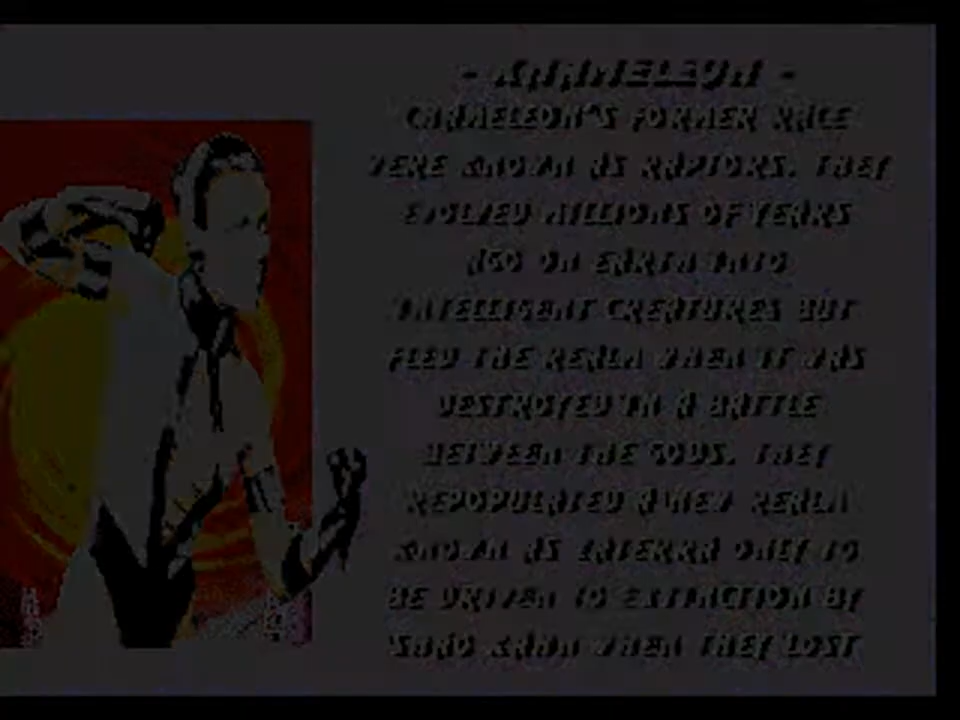 - KHAMELEON -
CHAMELEON'S FORMER RACE
WERE KNOWN AS RAPTORS. THEY
EVOLVED MILLIONS OF YEARS
AGO ON EARTH INTO
INTELLIGENT CREATURES BUT
FLED THE REALM WHEN IT WAS
DESTROYED IN A BATTLE
BETWEEN THE GODS. THEY
REPOPULATED A NEW REALM
KNOWN AS ZATERRA ONLY TO
BE DRIVEN TO EXTINCTION BY
SHAO KAHN WHEN THEY LOST